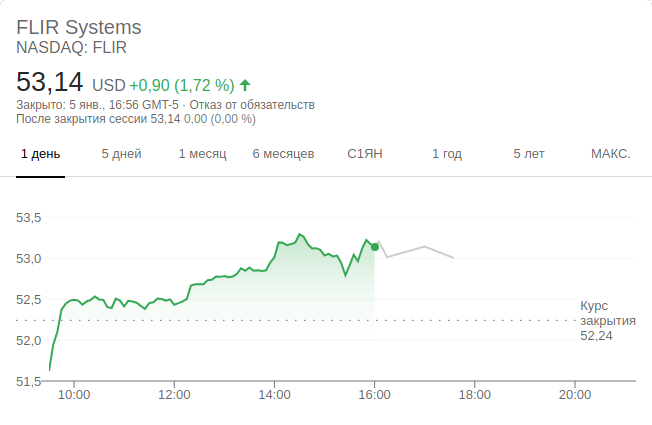 FLIR Systems
NASDAQ: FLIR
53,14 USD +0,90 (1,72 %)
Закрыто: 5 янв., 16:56 GMT-5 · Отказ от обязательств
После закрытия сессии 53,14 0,00 (0,00 %)
1 день 5 дней 1 месяц 6 месяцев С1ЯН 1 год 5 лет МАКС.
53,5
53,0
52,5
Курс
закрытия
52,24
52,0
51,5
10:00 12:00 14:00 16:00 18:00 20:00